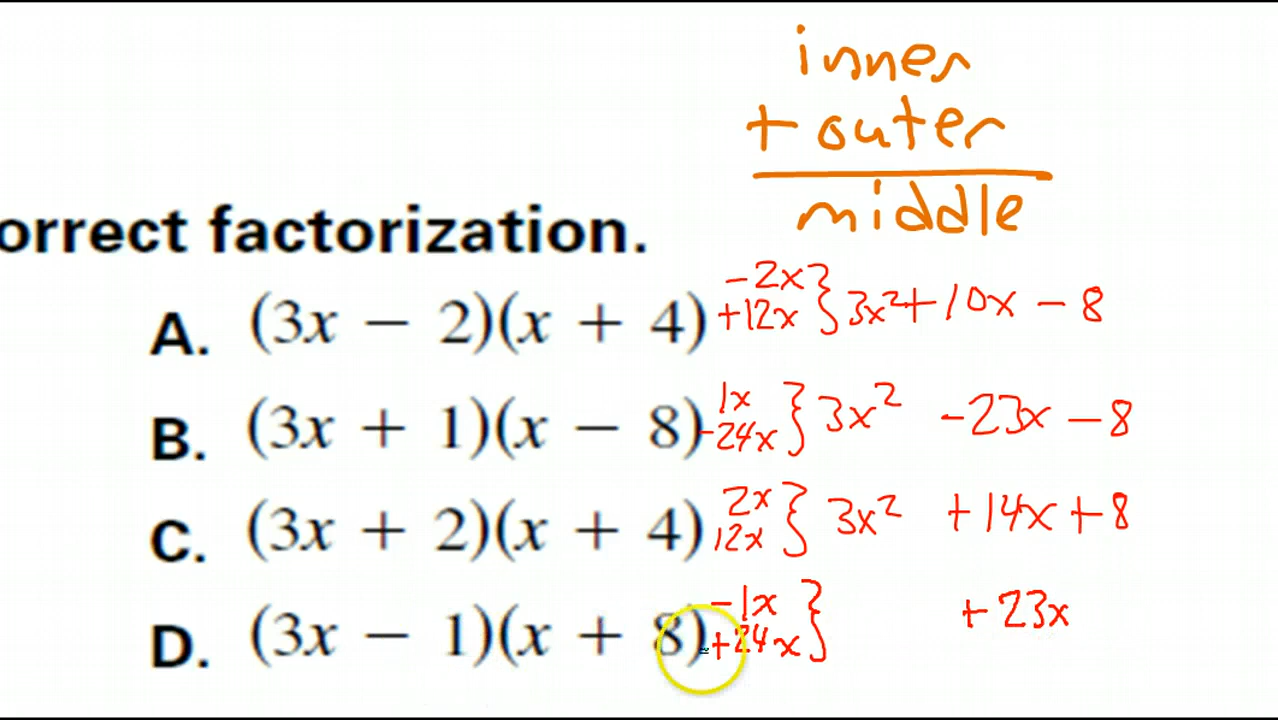 inner
+ outer
middle
orrect factorization.
A. (3x − 2)(x + 4) -2x +12x } 3x²+10x − 8
B. (3x + 1)(x − 8) 1x -24x } 3x² -23x − 8
C. (3x + 2)(x + 4) 2x 12x } 3x² +14x + 8
D. (3x − 1)(x + 8) -1x +24x } +23x